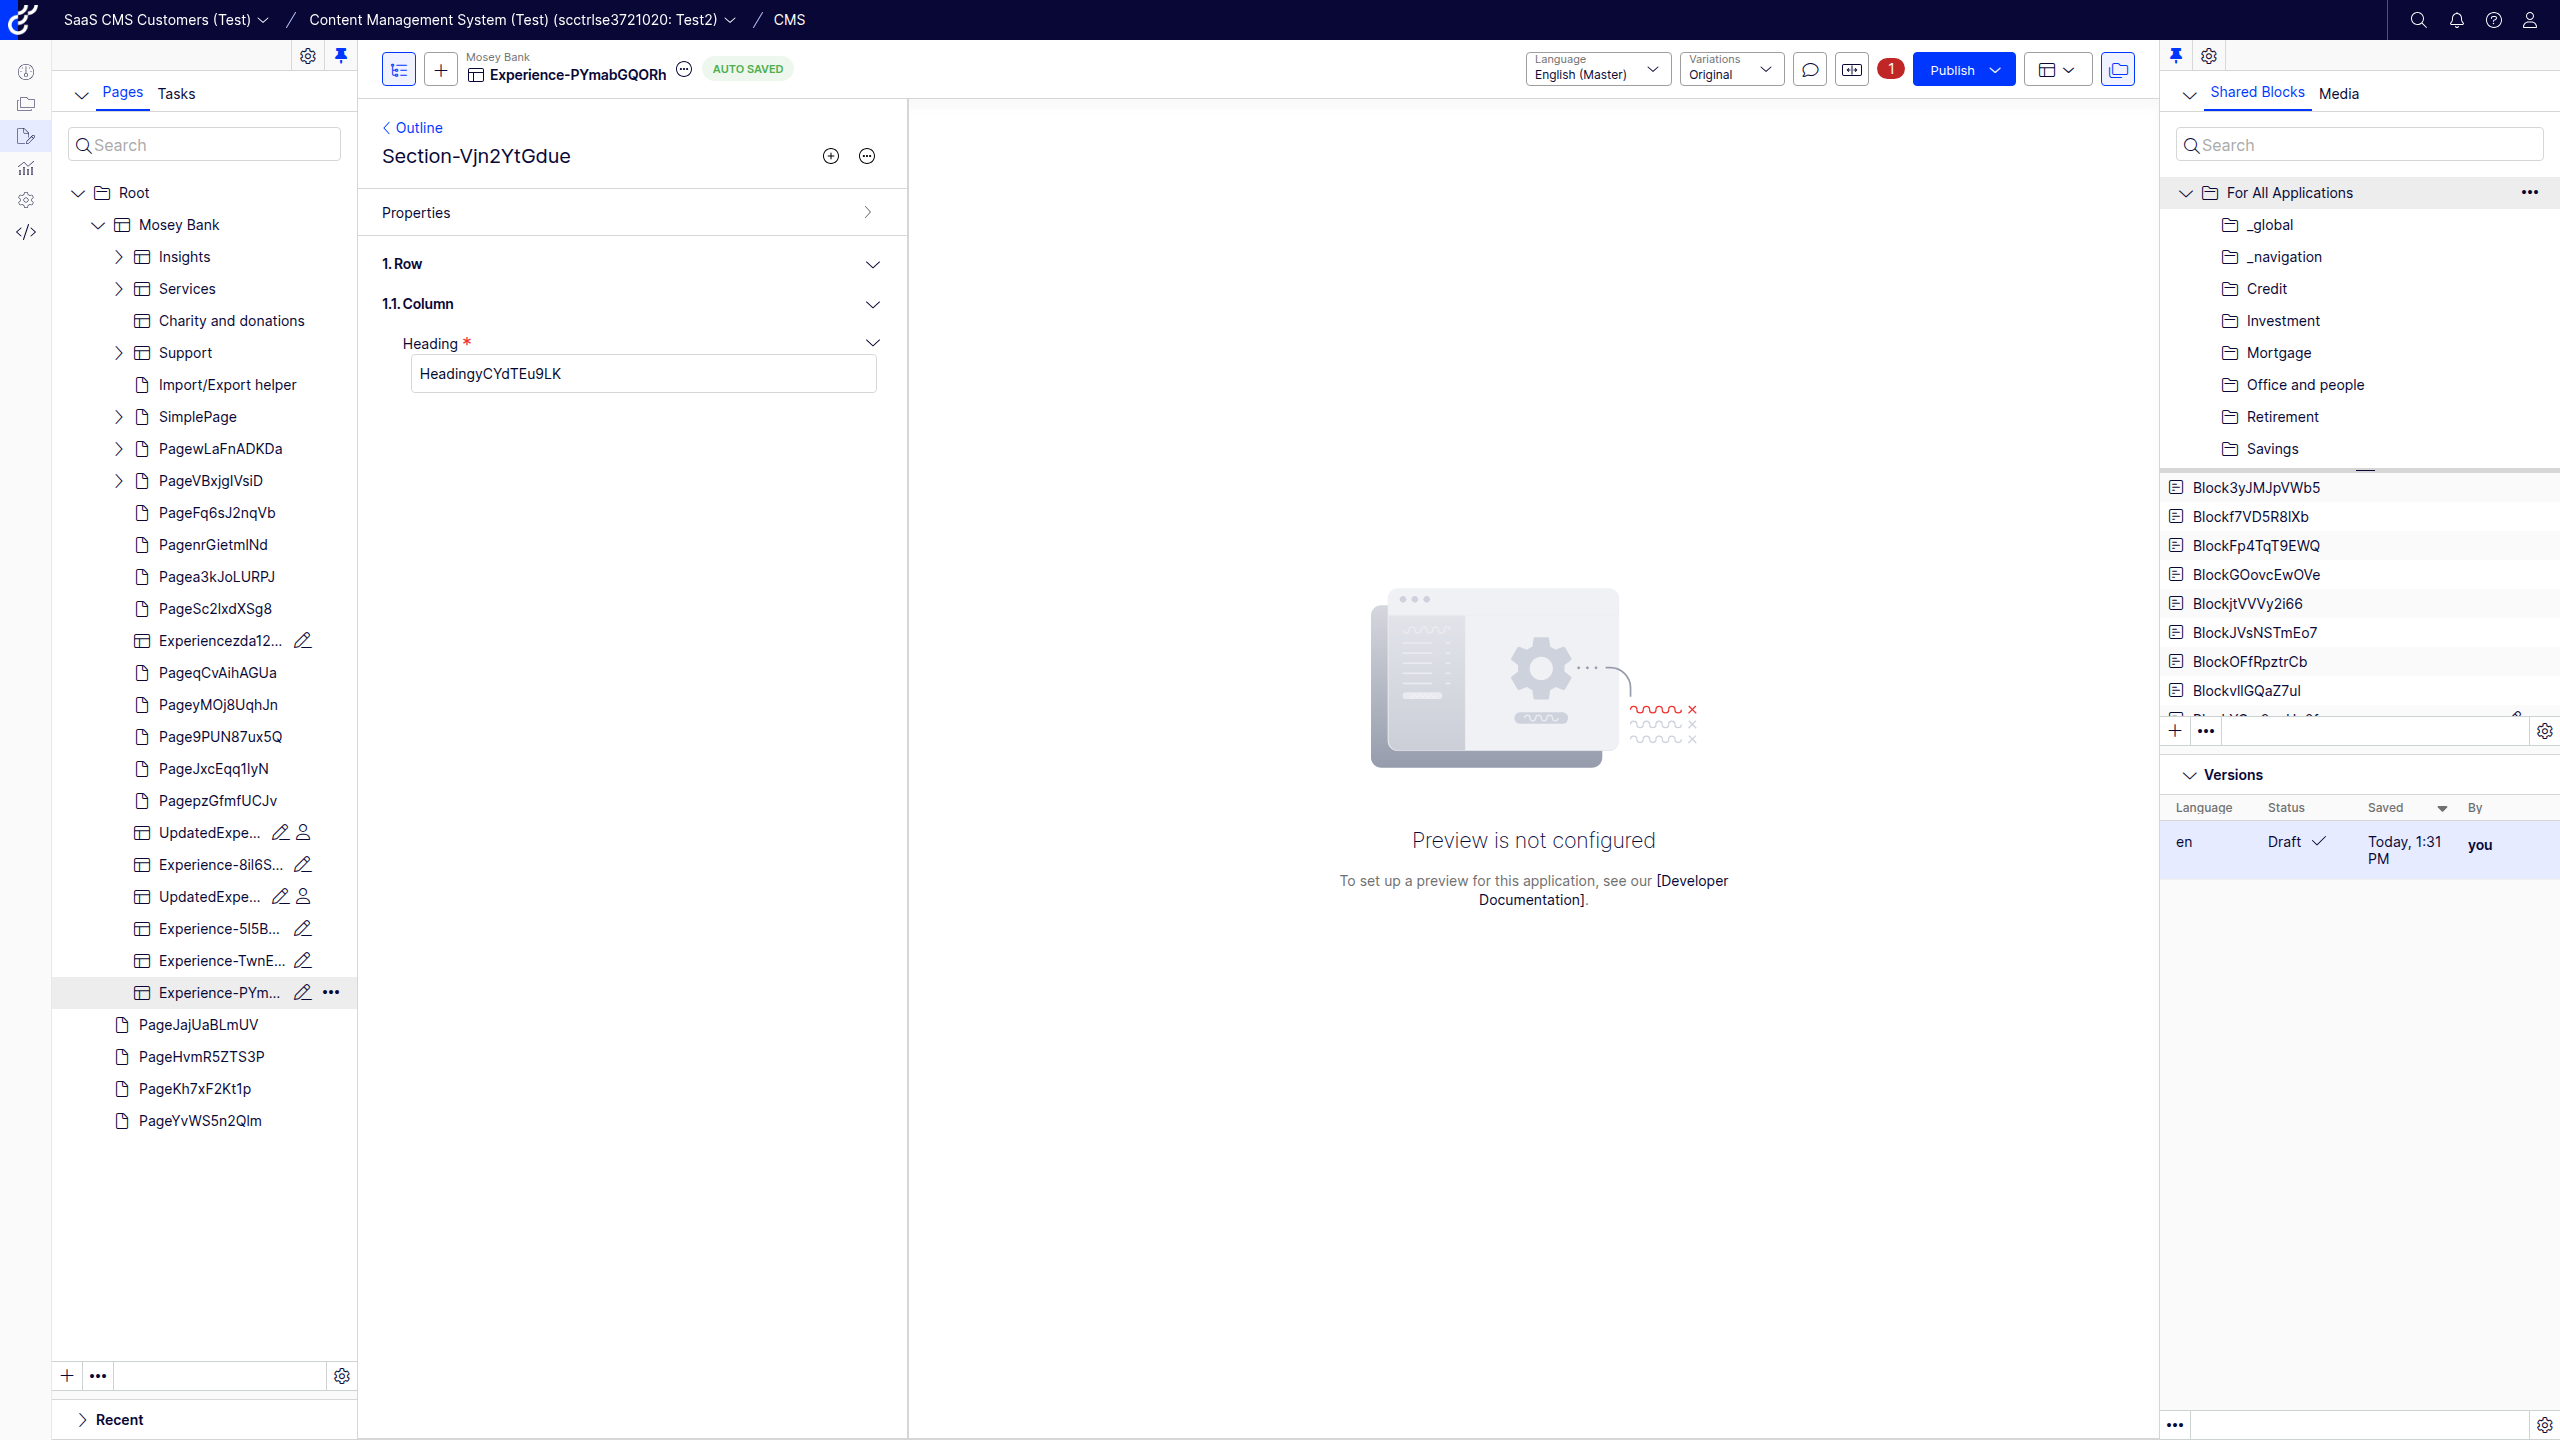 SaaS CMS Customers (Test) / Content Management System (Test) (scctrlse3721020: Test2) / CMS
Pages Tasks
Search
Root
Mosey Bank
Insights
Services
Charity and donations
Support
Import/Export helper
SimplePage
PagewLaFnADKDa
PageVBxjglVsiD
PageFq6sJ2nqVb
PagenrGietmlNd
Pagea3kJoLURPJ
PageSc2lxdXSg8
Experiencezda12...
PageqCvAihAGUa
PageyMOj8UqhJn
Page9PUN87ux5Q
PageJxcEqq1lyN
PagepzGfmfUCJv
UpdatedExpe...
Experience-8il6S...
UpdatedExpe...
Experience-5l5B...
Experience-TwnE...
Experience-PYm...
PageJajUaBLmUV
PageHvmR5ZTS3P
PageKh7xF2Kt1p
PageYvWS5n2Qlm
Recent
Mosey Bank
Experience-PYmabGQORh
AUTO SAVED
Language
English (Master)
Variations
Original
1
Publish
Outline
Section-Vjn2YtGdue
Properties
1. Row
1.1. Column
Heading *
HeadingyCYdTEu9LK
Preview is not configured
To set up a preview for this application, see our [Developer
Documentation].
Shared Blocks Media
Search
For All Applications
_global
_navigation
Credit
Investment
Mortgage
Office and people
Retirement
Savings
Block3yJMJpVWb5
Blockf7VD5R8lXb
BlockFp4TqT9EWQ
BlockGOovcEwOVe
BlockjtVVVy2i66
BlockJVsNSTmEo7
BlockOFfRpztrCb
BlockvllGQaZ7ul
Versions
Language Status Saved By
en Draft Today, 1:31 PM you